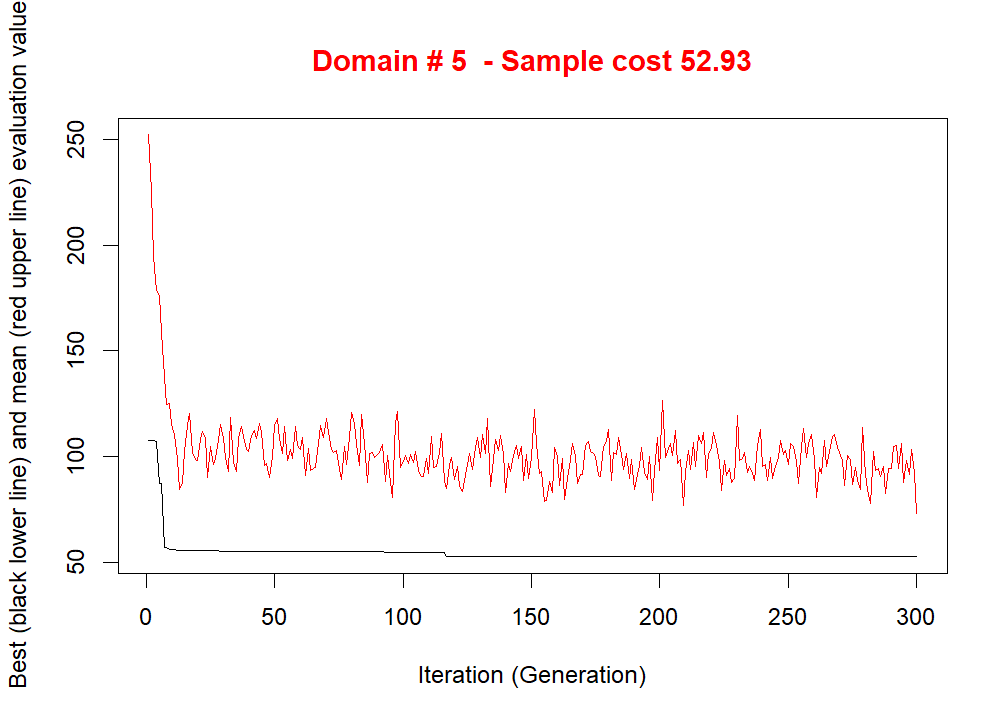 Domain # 5  - Sample cost 52.93
Best (black lower line) and mean (red upper line) evaluation value
250
200
150
100
50
0 50 100 150 200 250 300
Iteration (Generation)